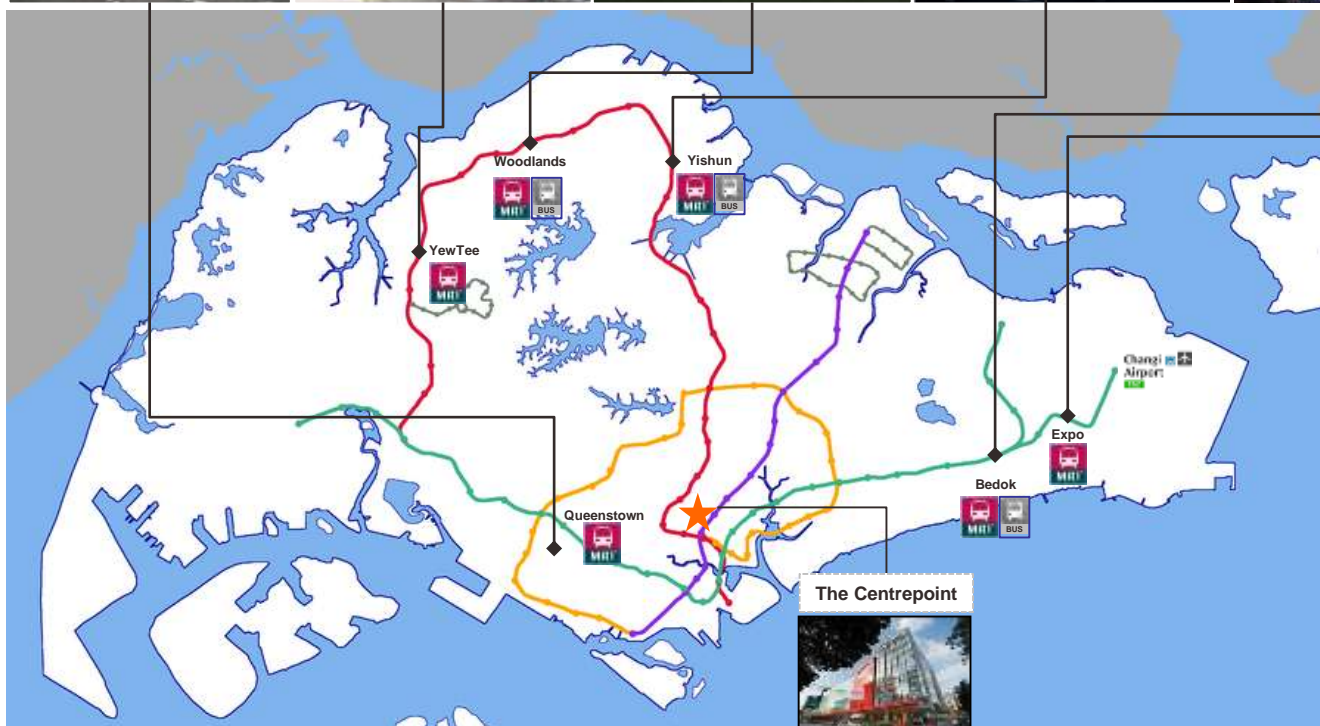 Woodlands
MRT
BUS
Yishun
MRT
BUS
YewTee
MRT
Changi
Airport
Expo
MRT
Bedok
MRT
BUS
Queenstown
MRT
The Centrepoint